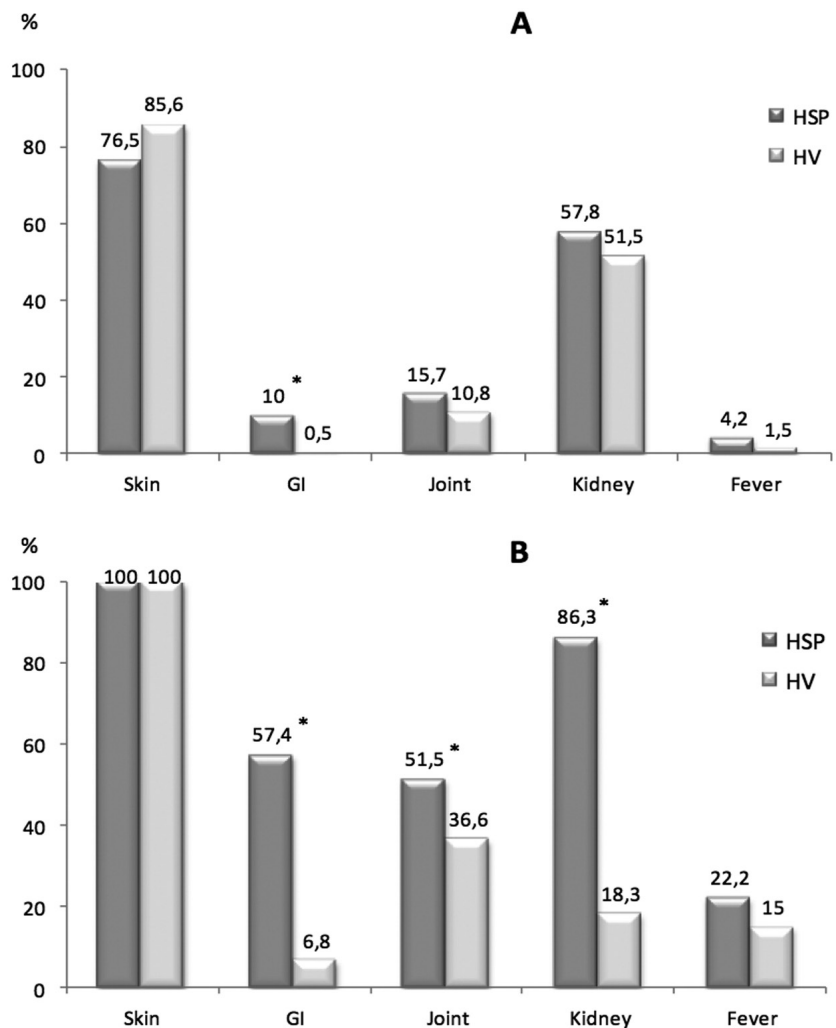 %
A
100
80
60
40
20
0
76,5
85,6
10
*
0,5
15,7
10,8
57,8
51,5
4,2
1,5
Skin
GI
Joint
Kidney
Fever
HSP
HV
%
B
100
80
60
40
20
0
100
100
57,4
*
6,8
51,5
*
36,6
86,3
*
18,3
22,2
15
Skin
GI
Joint
Kidney
Fever
HSP
HV